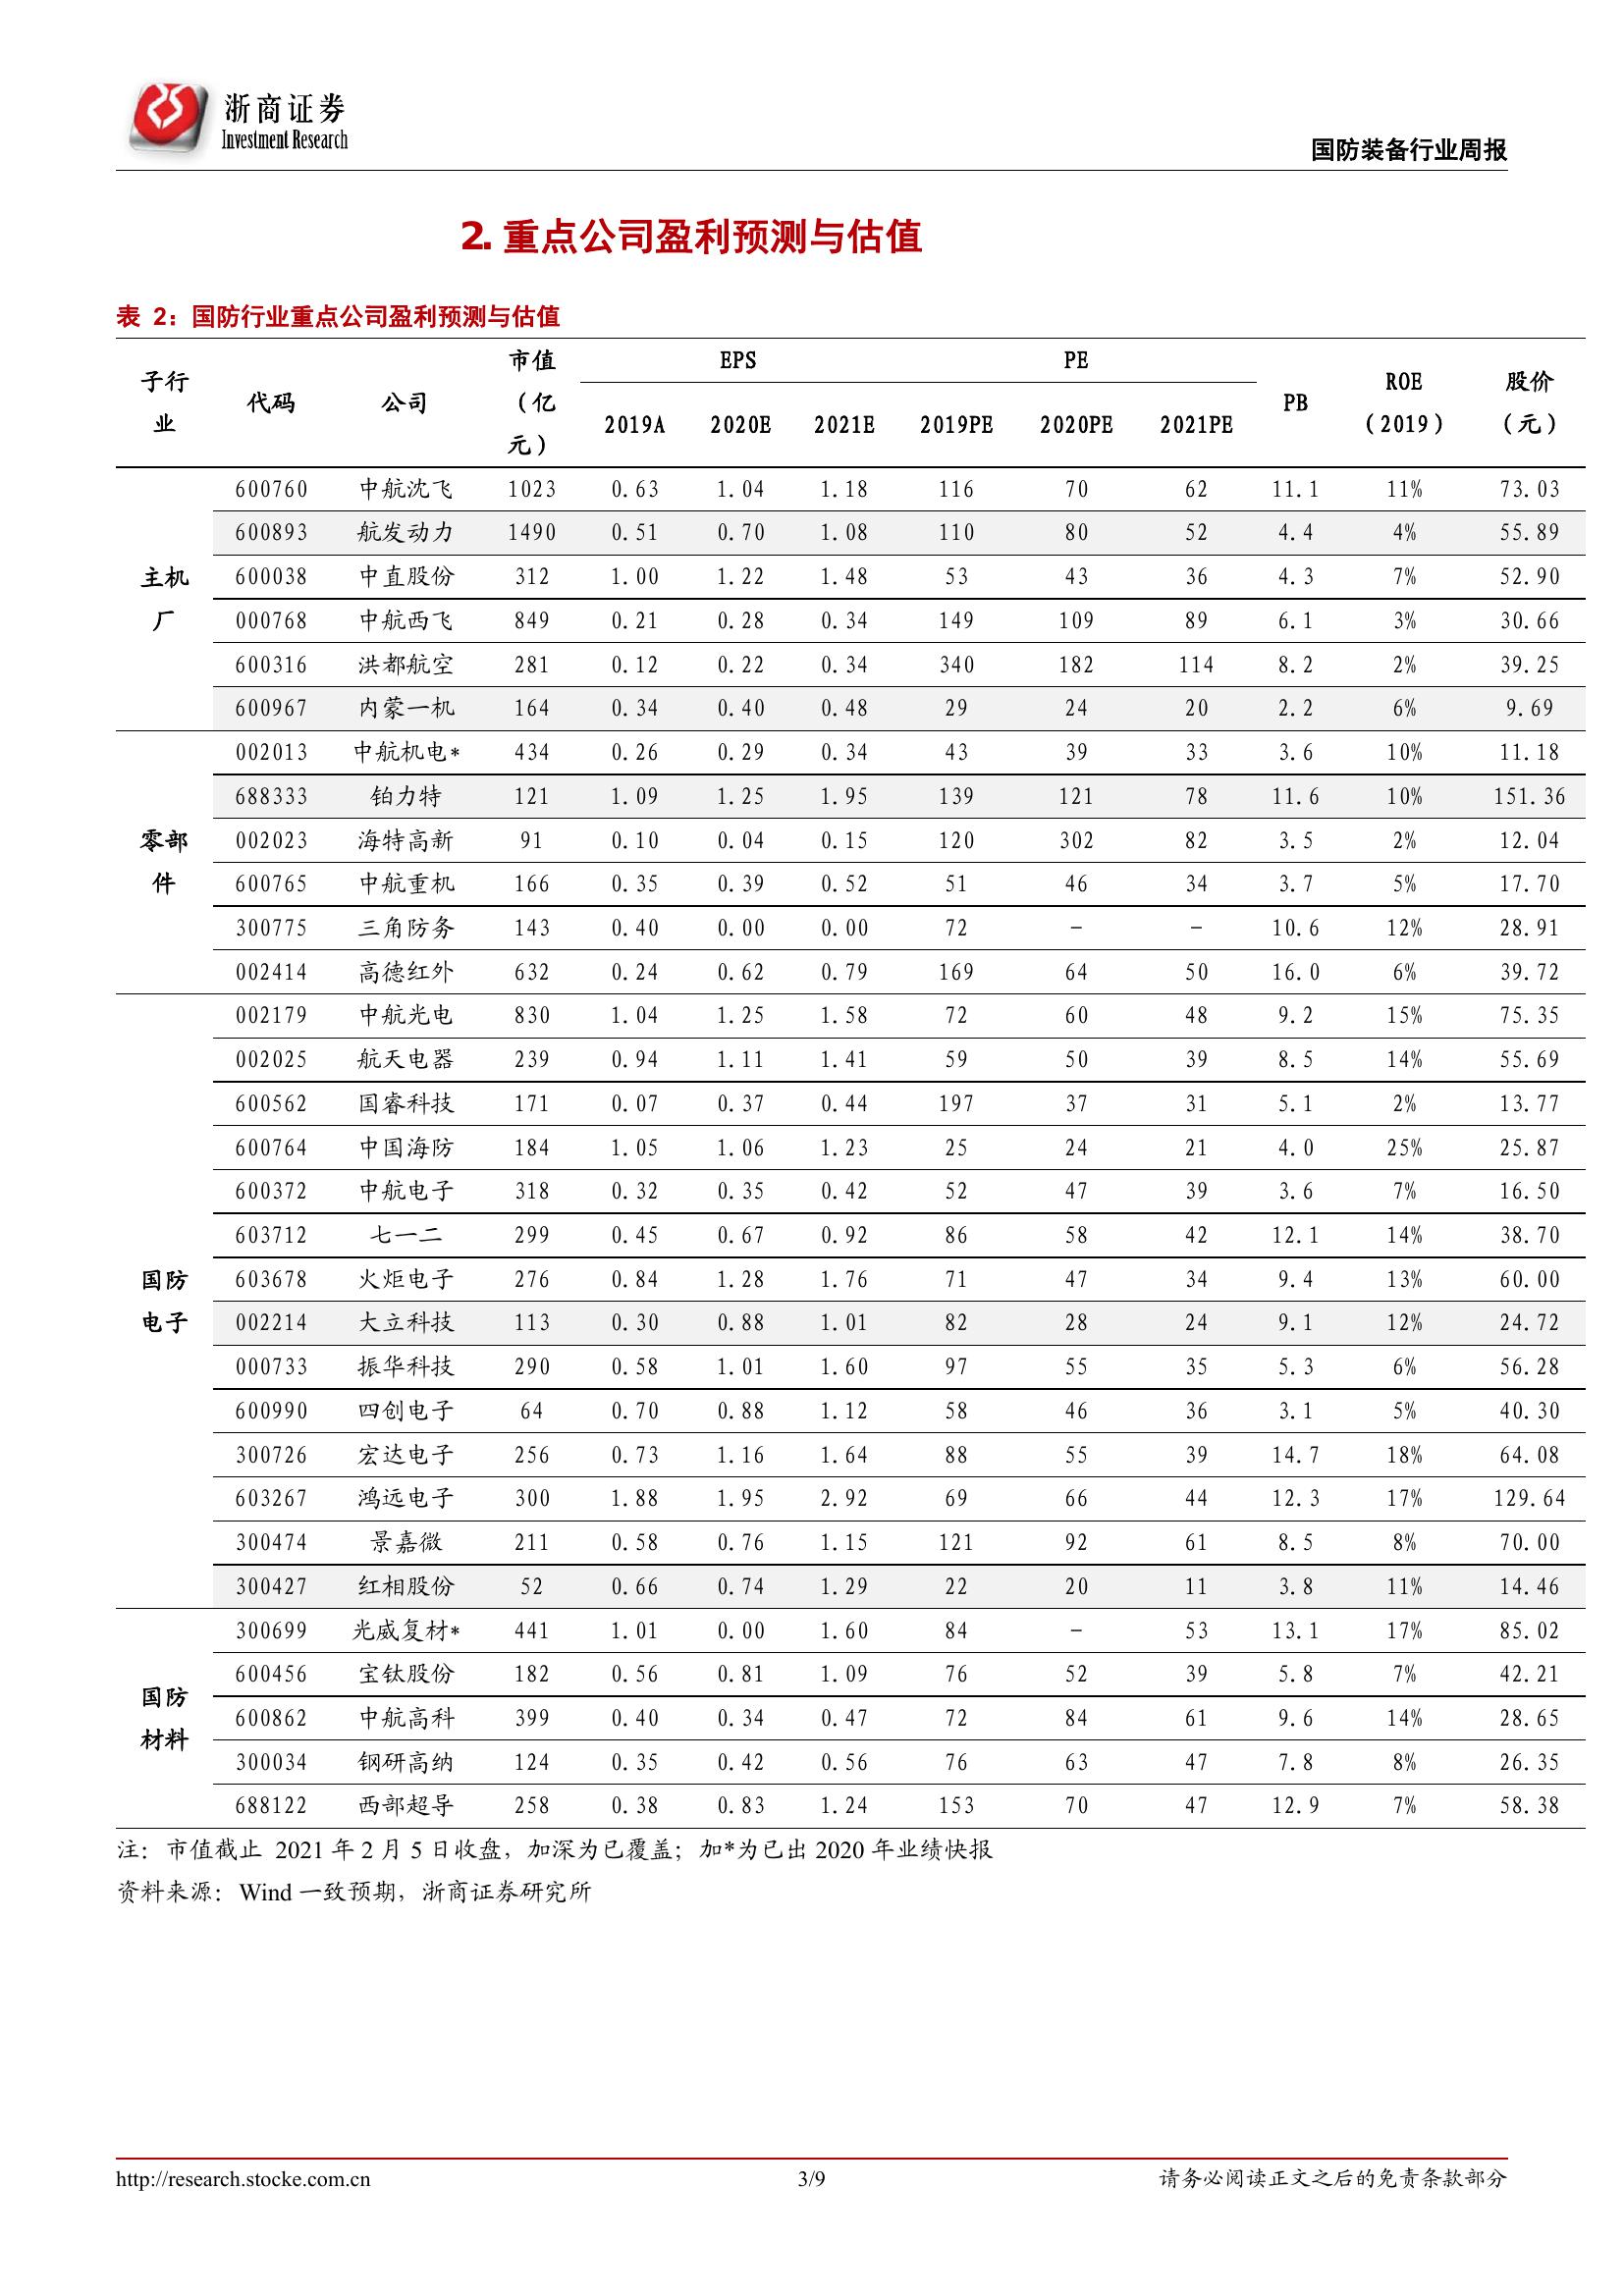 浙商证券
Investment Research
国防装备行业周报
2. 重点公司盈利预测与估值
表 2：国防行业重点公司盈利预测与估值
子行业 代码 公司 市值（亿元） EPS PE PB ROE（2019） 股价（元）
2019A 2020E 2021E 2019PE 2020PE 2021PE
主机厂
600760 中航沈飞 1023 0.63 1.04 1.18 116 70 62 11.1 11% 73.03
600893 航发动力 1490 0.51 0.70 1.08 110 80 52 4.4 4% 55.89
600038 中直股份 312 1.00 1.22 1.48 53 43 36 4.3 7% 52.90
000768 中航西飞 849 0.21 0.28 0.34 149 109 89 6.1 3% 30.66
600316 洪都航空 281 0.12 0.22 0.34 340 182 114 8.2 2% 39.25
600967 内蒙一机 164 0.34 0.40 0.48 29 24 20 2.2 6% 9.69
零部件
002013 中航机电* 434 0.26 0.29 0.34 43 39 33 3.6 10% 11.18
688333 铂力特 121 1.09 1.25 1.95 139 121 78 11.6 10% 151.36
002023 海特高新 91 0.10 0.04 0.15 120 302 82 3.5 2% 12.04
600765 中航重机 166 0.35 0.39 0.52 51 46 34 3.7 5% 17.70
300775 三角防务 143 0.40 0.00 0.00 72 - - 10.6 12% 28.91
002414 高德红外 632 0.24 0.62 0.79 169 64 50 16.0 6% 39.72
国防电子
002179 中航光电 830 1.04 1.25 1.58 72 60 48 9.2 15% 75.35
002025 航天电器 239 0.94 1.11 1.41 59 50 39 8.5 14% 55.69
600562 国睿科技 171 0.07 0.37 0.44 197 37 31 5.1 2% 13.77
600764 中国海防 184 1.05 1.06 1.23 25 24 21 4.0 25% 25.87
600372 中航电子 318 0.32 0.35 0.42 52 47 39 3.6 7% 16.50
603712 七一二 299 0.45 0.67 0.92 86 58 42 12.1 14% 38.70
603678 火炬电子 276 0.84 1.28 1.76 71 47 34 9.4 13% 60.00
002214 大立科技 113 0.30 0.88 1.01 82 28 24 9.1 12% 24.72
000733 振华科技 290 0.58 1.01 1.60 97 55 35 5.3 6% 56.28
600990 四创电子 64 0.70 0.88 1.12 58 46 36 3.1 5% 40.30
300726 宏达电子 256 0.73 1.16 1.64 88 55 39 14.7 18% 64.08
603267 鸿远电子 300 1.88 1.95 2.92 69 66 44 12.3 17% 129.64
300474 景嘉微 211 0.58 0.76 1.15 121 92 61 8.5 8% 70.00
300427 红相股份 52 0.66 0.74 1.29 22 20 11 3.8 11% 14.46
国防材料
300699 光威复材* 441 1.01 0.00 1.60 84 - 53 13.1 17% 85.02
600456 宝钛股份 182 0.56 0.81 1.09 76 52 39 5.8 7% 42.21
600862 中航高科 399 0.40 0.34 0.47 72 84 61 9.6 14% 28.65
300034 钢研高纳 124 0.35 0.42 0.56 76 63 47 7.8 8% 26.35
688122 西部超导 258 0.38 0.83 1.24 153 70 47 12.9 7% 58.38
注：市值截止 2021 年 2 月 5 日收盘，加深为已覆盖；加*为已出 2020 年业绩快报
资料来源：Wind 一致预期，浙商证券研究所
http://research.stocke.com.cn 3/9 请务必阅读正文之后的免责条款部分